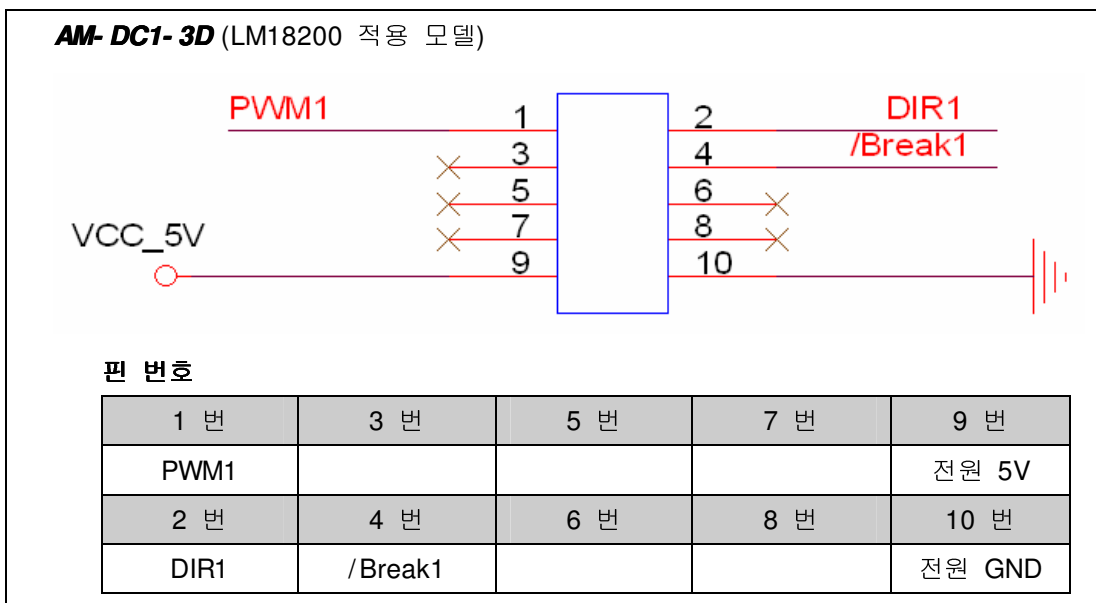 AM- DC1- 3D (LM18200 적용 모델)
PWM1 1 2 DIR1
3 4 /Break1
5 6
VCC_5V 7 8
9 10
핀 번호
1 번 3 번 5 번 7 번 9 번
PWM1 전원 5V
2 번 4 번 6 번 8 번 10 번
DIR1 /Break1 전원 GND